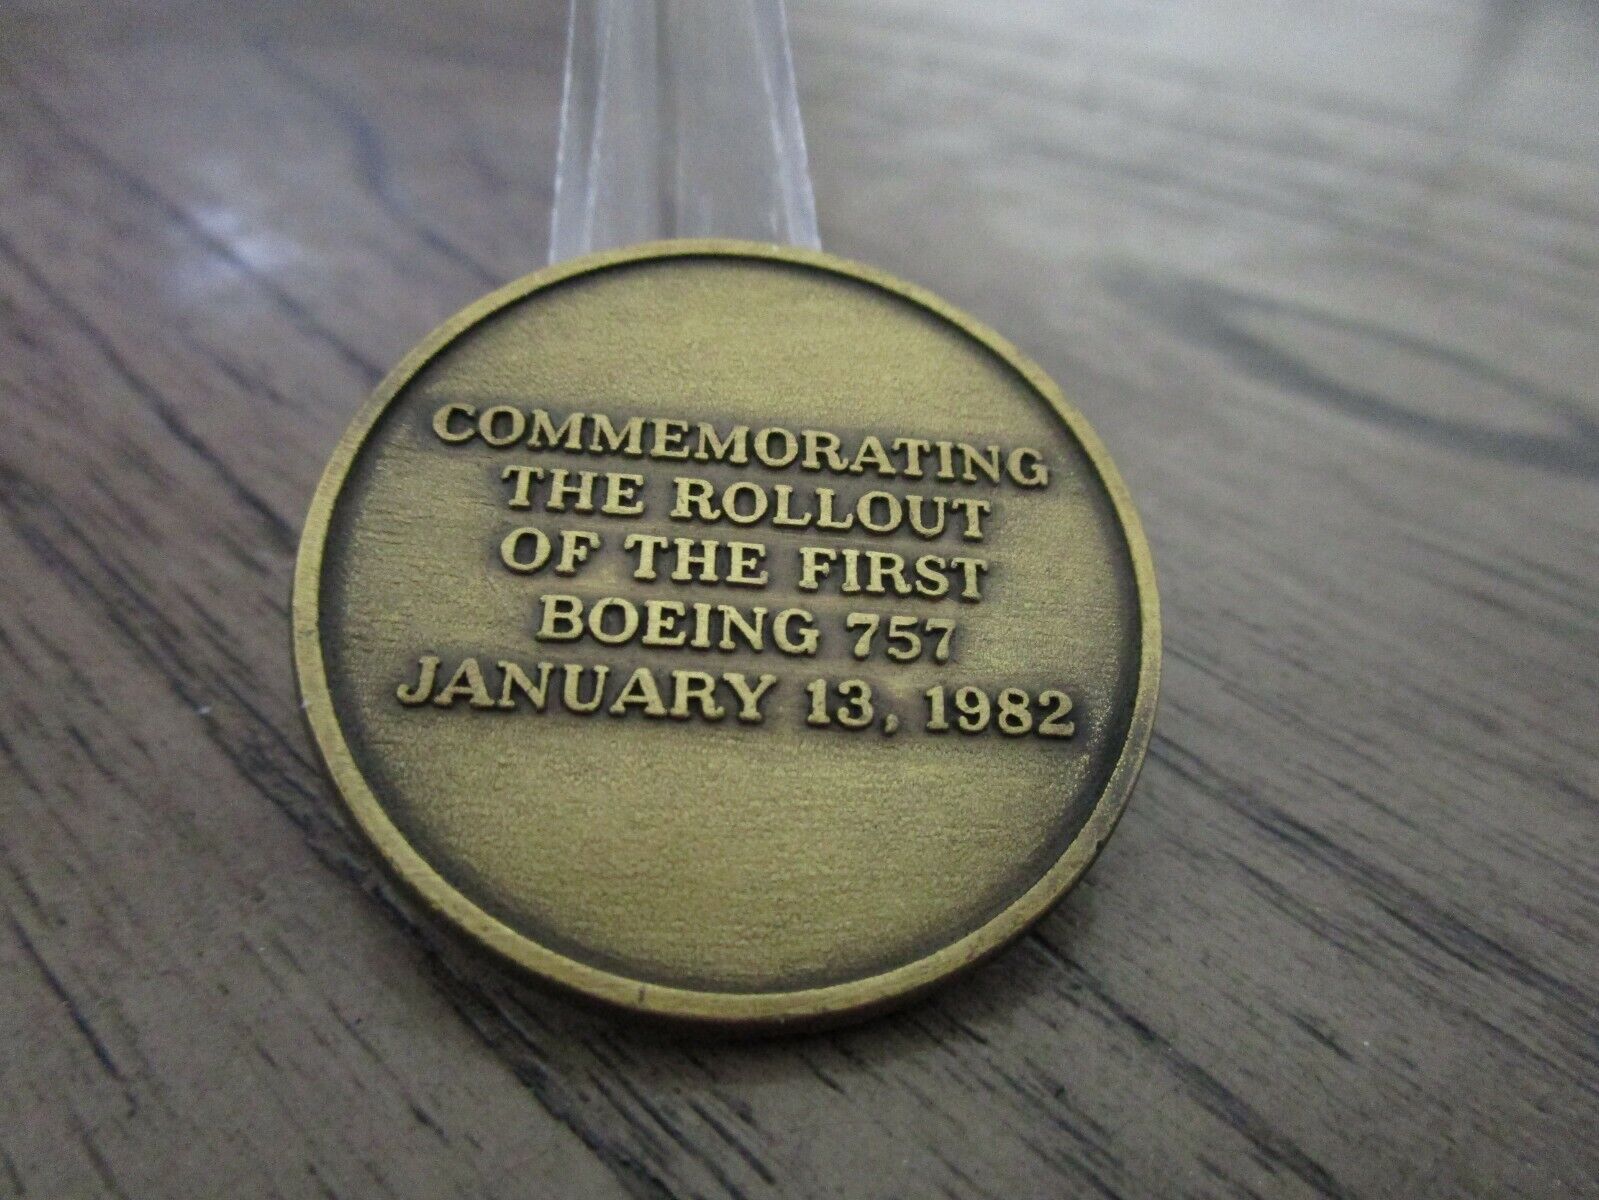 COMMEMORATING
THE ROLLOUT
OF THE FIRST
BOEING 757
JANUARY 13, 1982